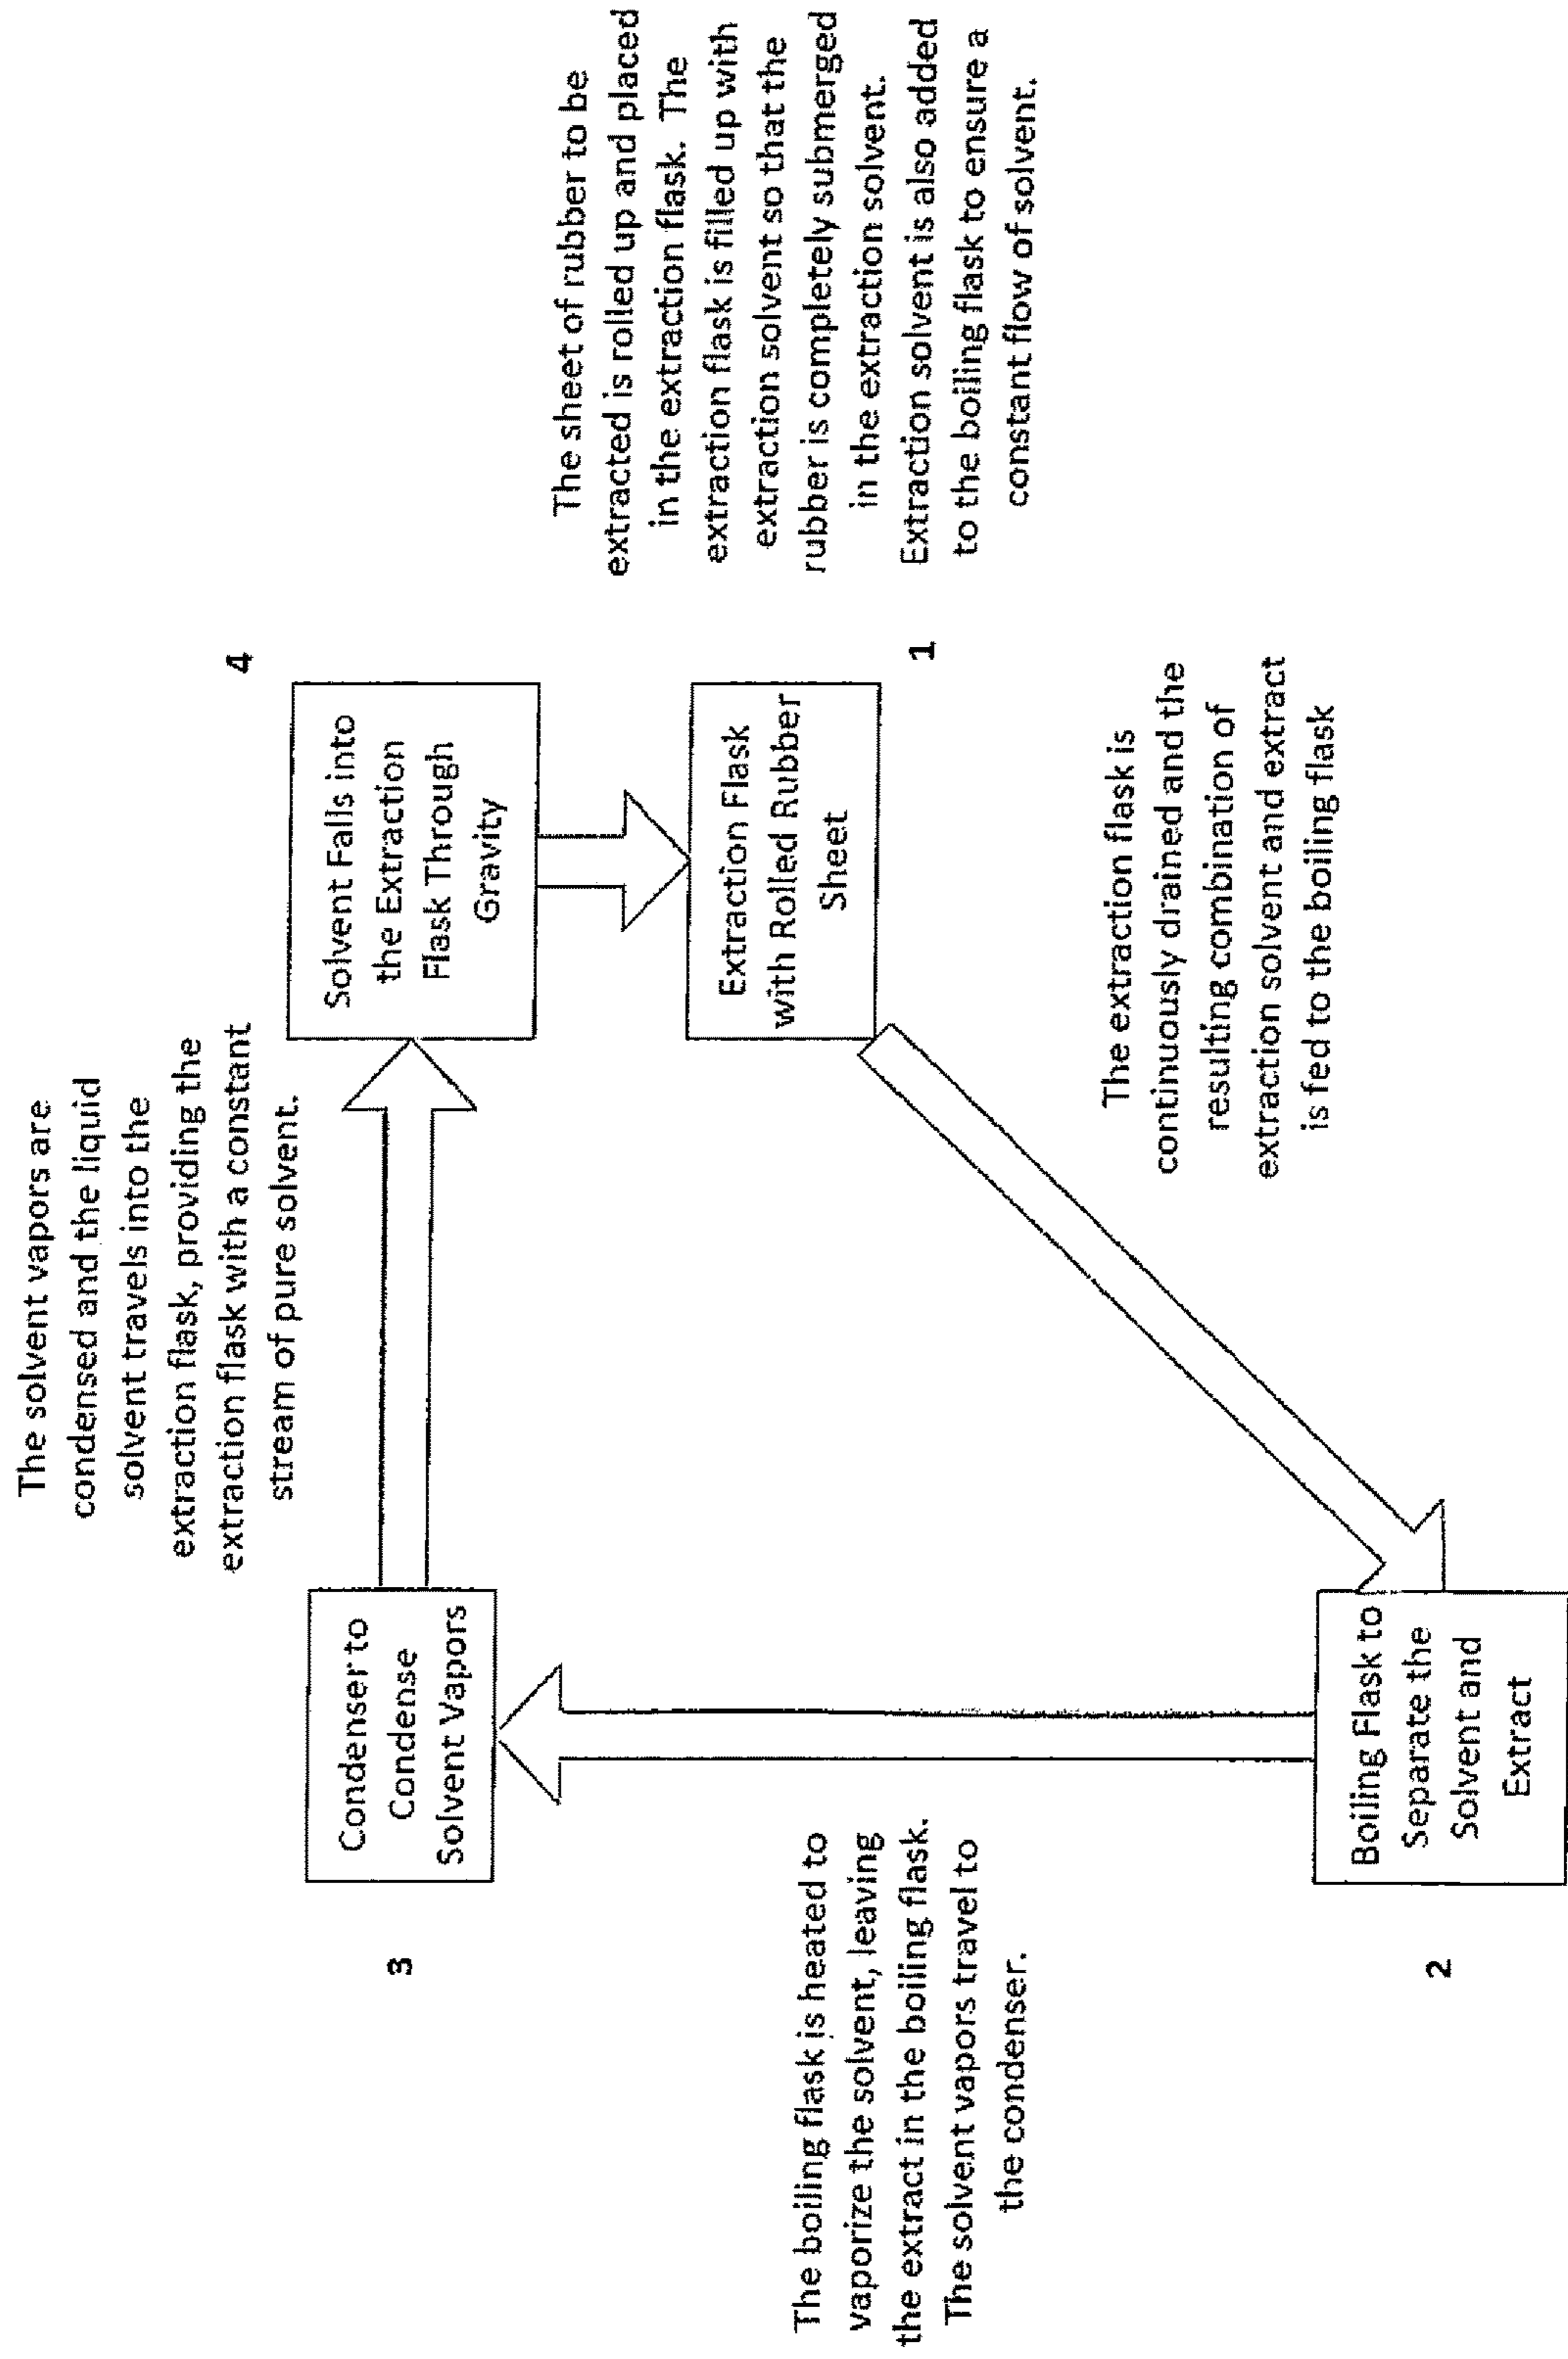 The solvent vapors are
condensed and the liquid
solvent travels into the
extraction flask, providing the
extraction flask with a constant
stream of pure solvent.
3
Condenser to
Condense
Solvent Vapors
4
Solvent Falls into
the Extraction
Flask Through
Gravity
The boiling flask is heated to
vaporize the solvent, leaving
the extract in the boiling flask.
The solvent vapors travel to
the condenser.
Extraction Flask
with Rolled Rubber
Sheet
1
The sheet of rubber to be
extracted is rolled up and placed
in the extraction flask. The
extraction flask is filled up with
extraction solvent so that the
rubber is completely submerged
in the extraction solvent.
Extraction solvent is also added
to the boiling flask to ensure a
constant flow of solvent.
The extraction flask is
continuously drained and the
resulting combination of
extraction solvent and extract
is fed to the boiling flask
2
Boiling Flask to
Separate the
Solvent and
Extract